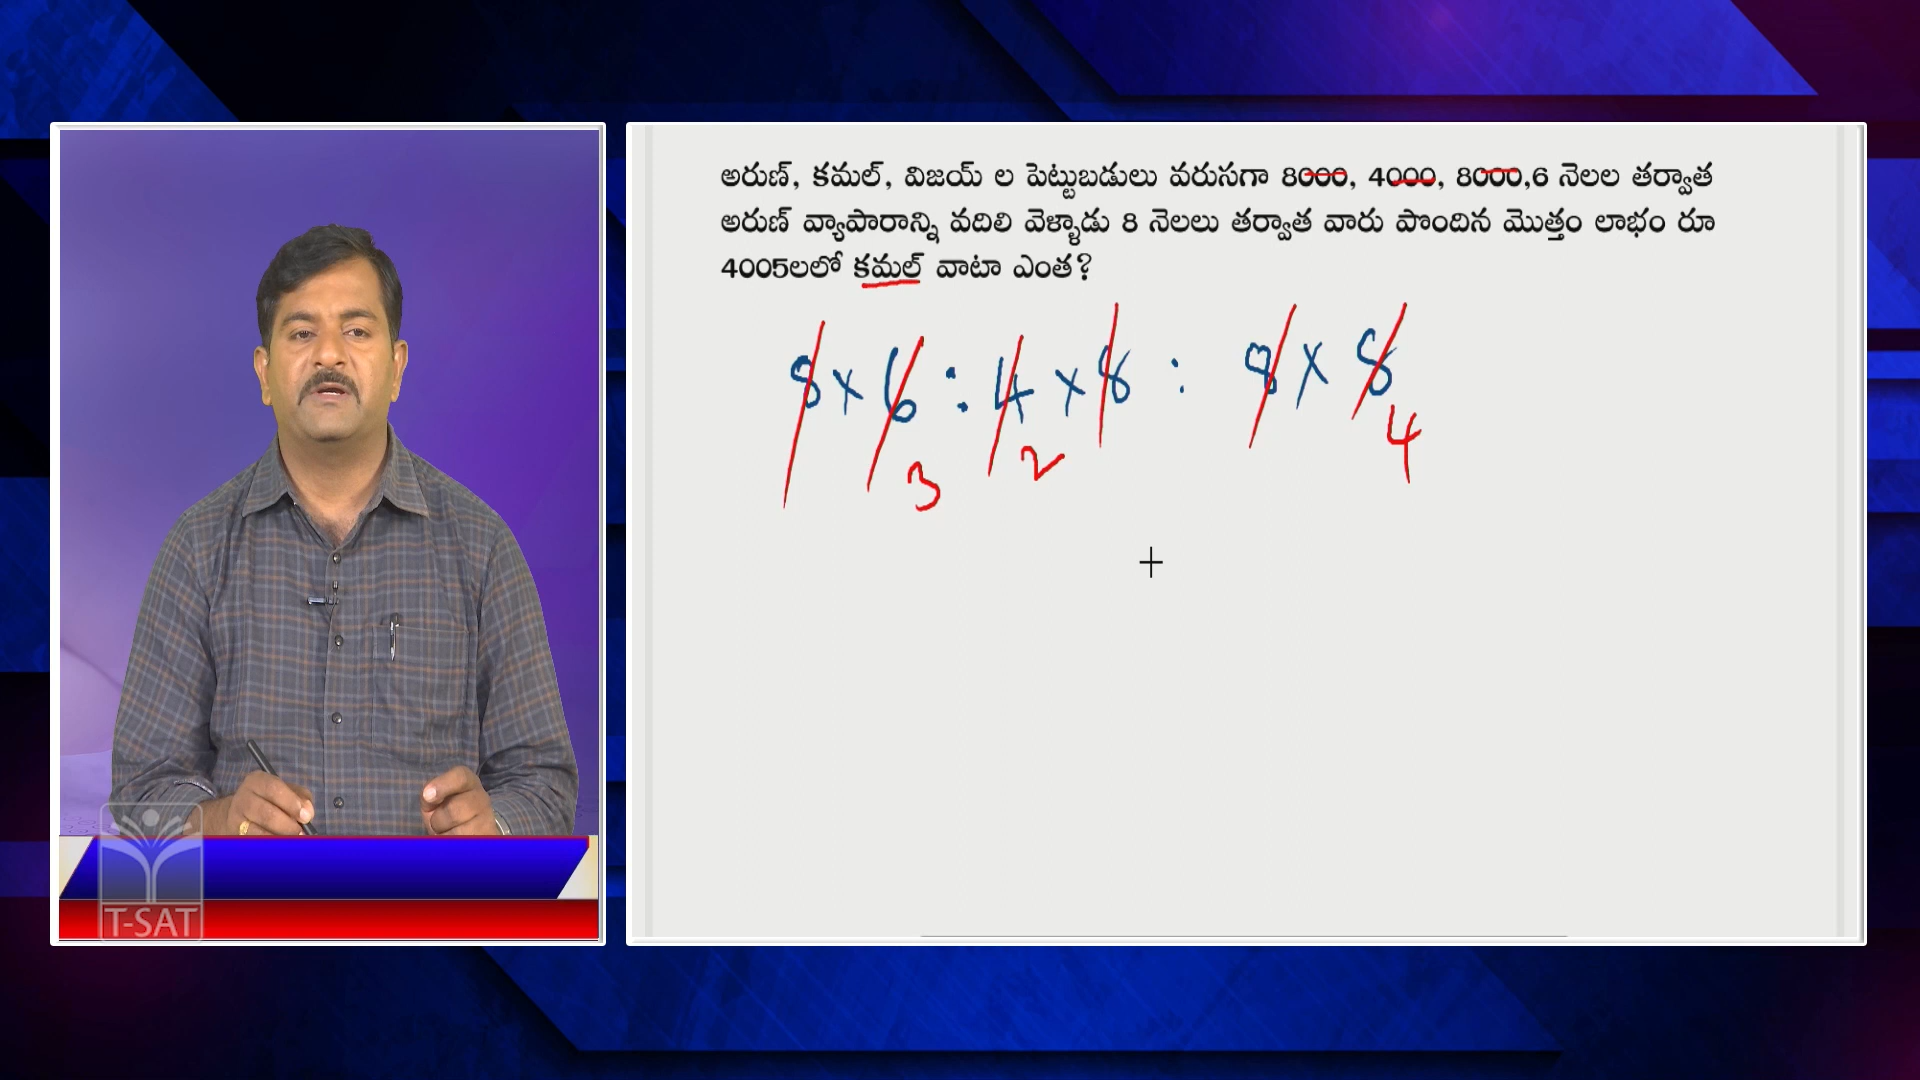 అరుణ్, కమల్, విజయ్ ల పెట్టుబడులు వరుసగా 8000, 4000, 8000,6 నెలల తర్వాత
అరుణ్ వ్యాపారాన్ని వదిలి వెళ్ళాడు 8 నెలలు తర్వాత వారు పొందిన మొత్తం లాభం రూ
4005లలో కమల్ వాటా ఎంత?
8 x 6 : 4 x 8 : 8 x 8
3 2 4
T-SAT